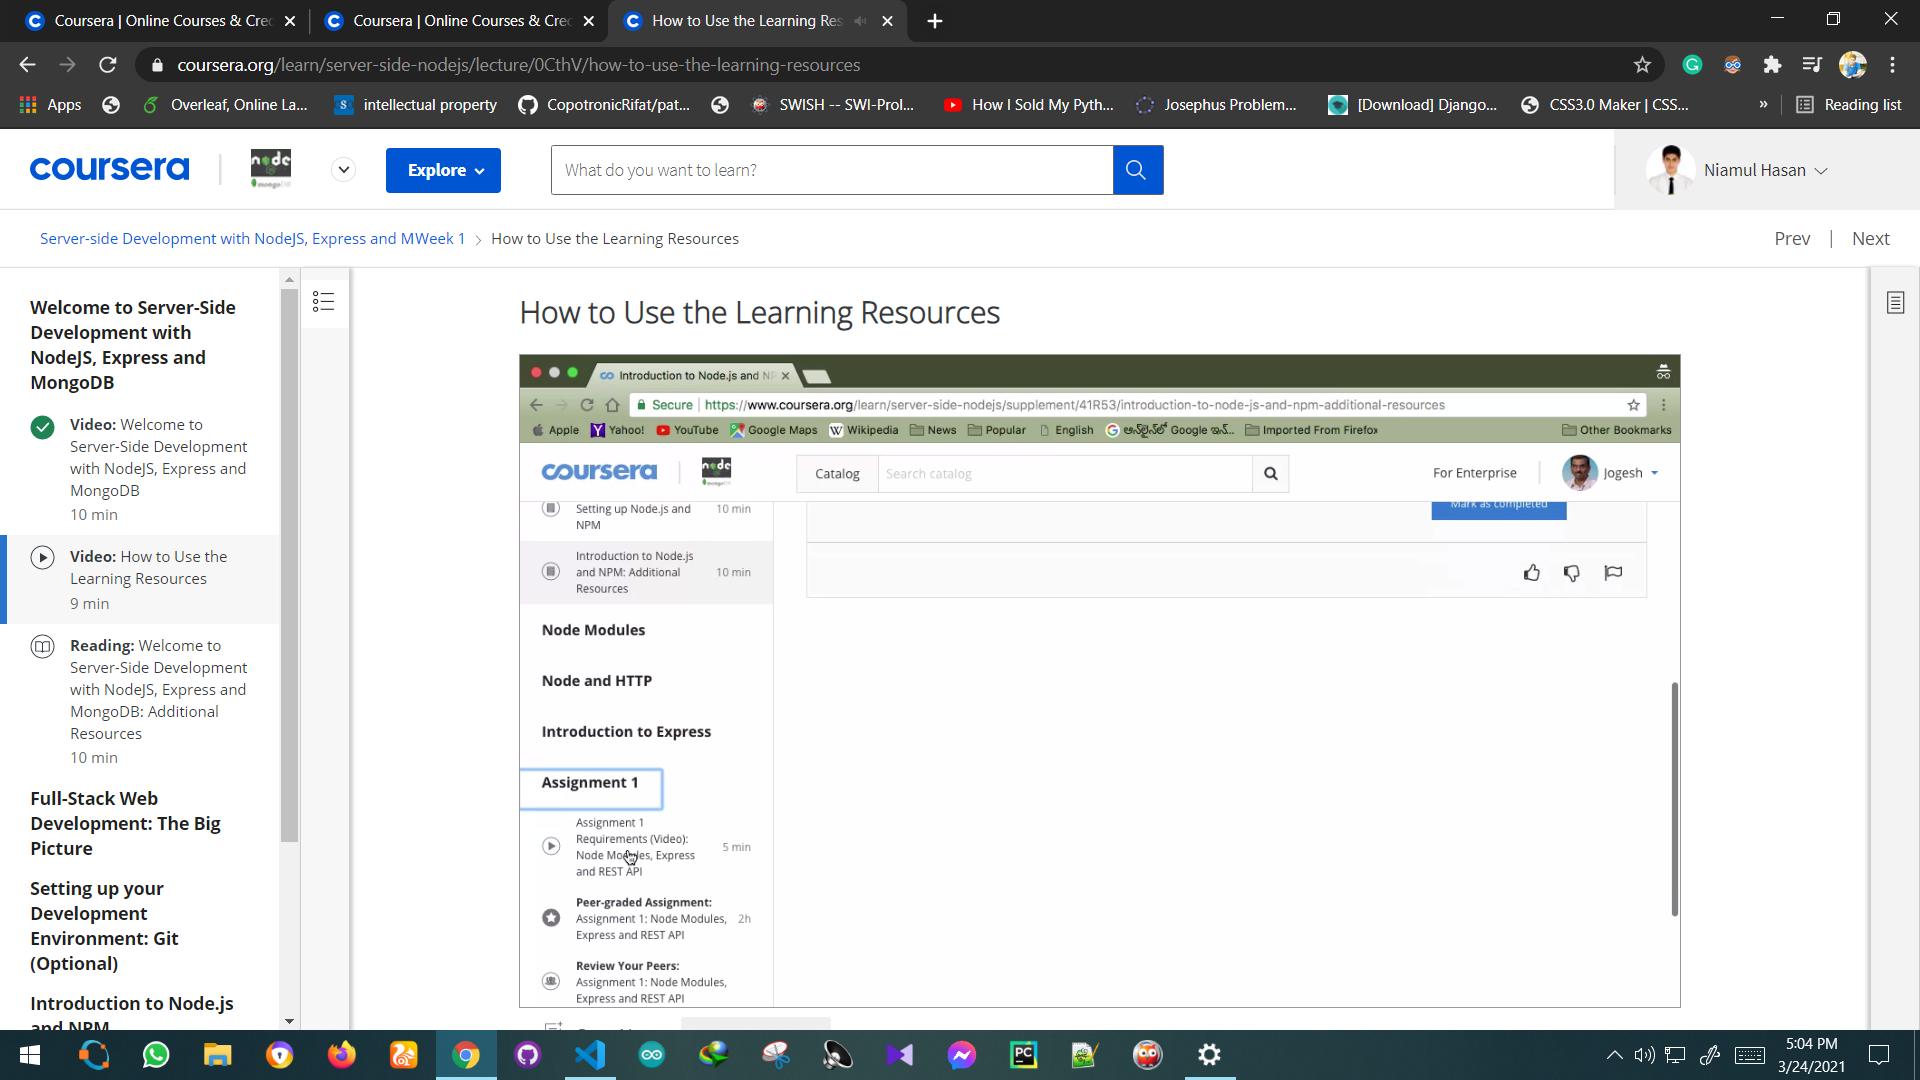 Coursera | Online Courses & Cre
Coursera | Online Courses & Cre
How to Use the Learning Res
coursera.org/learn/server-side-nodejs/lecture/0CthV/how-to-use-the-learning-resources
Apps
Overleaf, Online La...
intellectual property
CopotronicRifat/pat...
SWISH -- SWI-Prol...
How I Sold My Pyth...
Josephus Problem...
[Download] Django...
CSS3.0 Maker | CSS...
»
Reading list
coursera
node
mongoDB
Explore
What do you want to learn?
Niamul Hasan
Server-side Development with NodeJS, Express and MWeek 1 > How to Use the Learning Resources
Prev | Next
Welcome to Server-Side
Development with
NodeJS, Express and
MongoDB
Video: Welcome to
Server-Side Development
with NodeJS, Express and
MongoDB
10 min
Video: How to Use the
Learning Resources
9 min
Reading: Welcome to
Server-Side Development
with NodeJS, Express and
MongoDB: Additional
Resources
10 min
Full-Stack Web
Development: The Big
Picture
Setting up your
Development
Environment: Git
(Optional)
Introduction to Node.js
and NPM
How to Use the Learning Resources
Introduction to Node.js and NP
Secure | https://www.coursera.org/learn/server-side-nodejs/supplement/41R53/introduction-to-node-js-and-npm-additional-resources
Apple
Yahoo!
YouTube
Google Maps
Wikipedia
News
Popular
English
Imported From Firefox
Other Bookmarks
coursera
node
Catalog
Search catalog
For Enterprise
Jogesh
Setting up Node.js and
NPM
10 min
Mark as completed
Introduction to Node.js
and NPM: Additional
Resources
10 min
Node Modules
Node and HTTP
Introduction to Express
Assignment 1
Assignment 1
Requirements (Video):
Node Modules, Express
and REST API
5 min
Peer-graded Assignment:
Assignment 1: Node Modules,
Express and REST API
2h
Review Your Peers:
Assignment 1: Node Modules,
Express and REST API
5:04 PM
3/24/2021